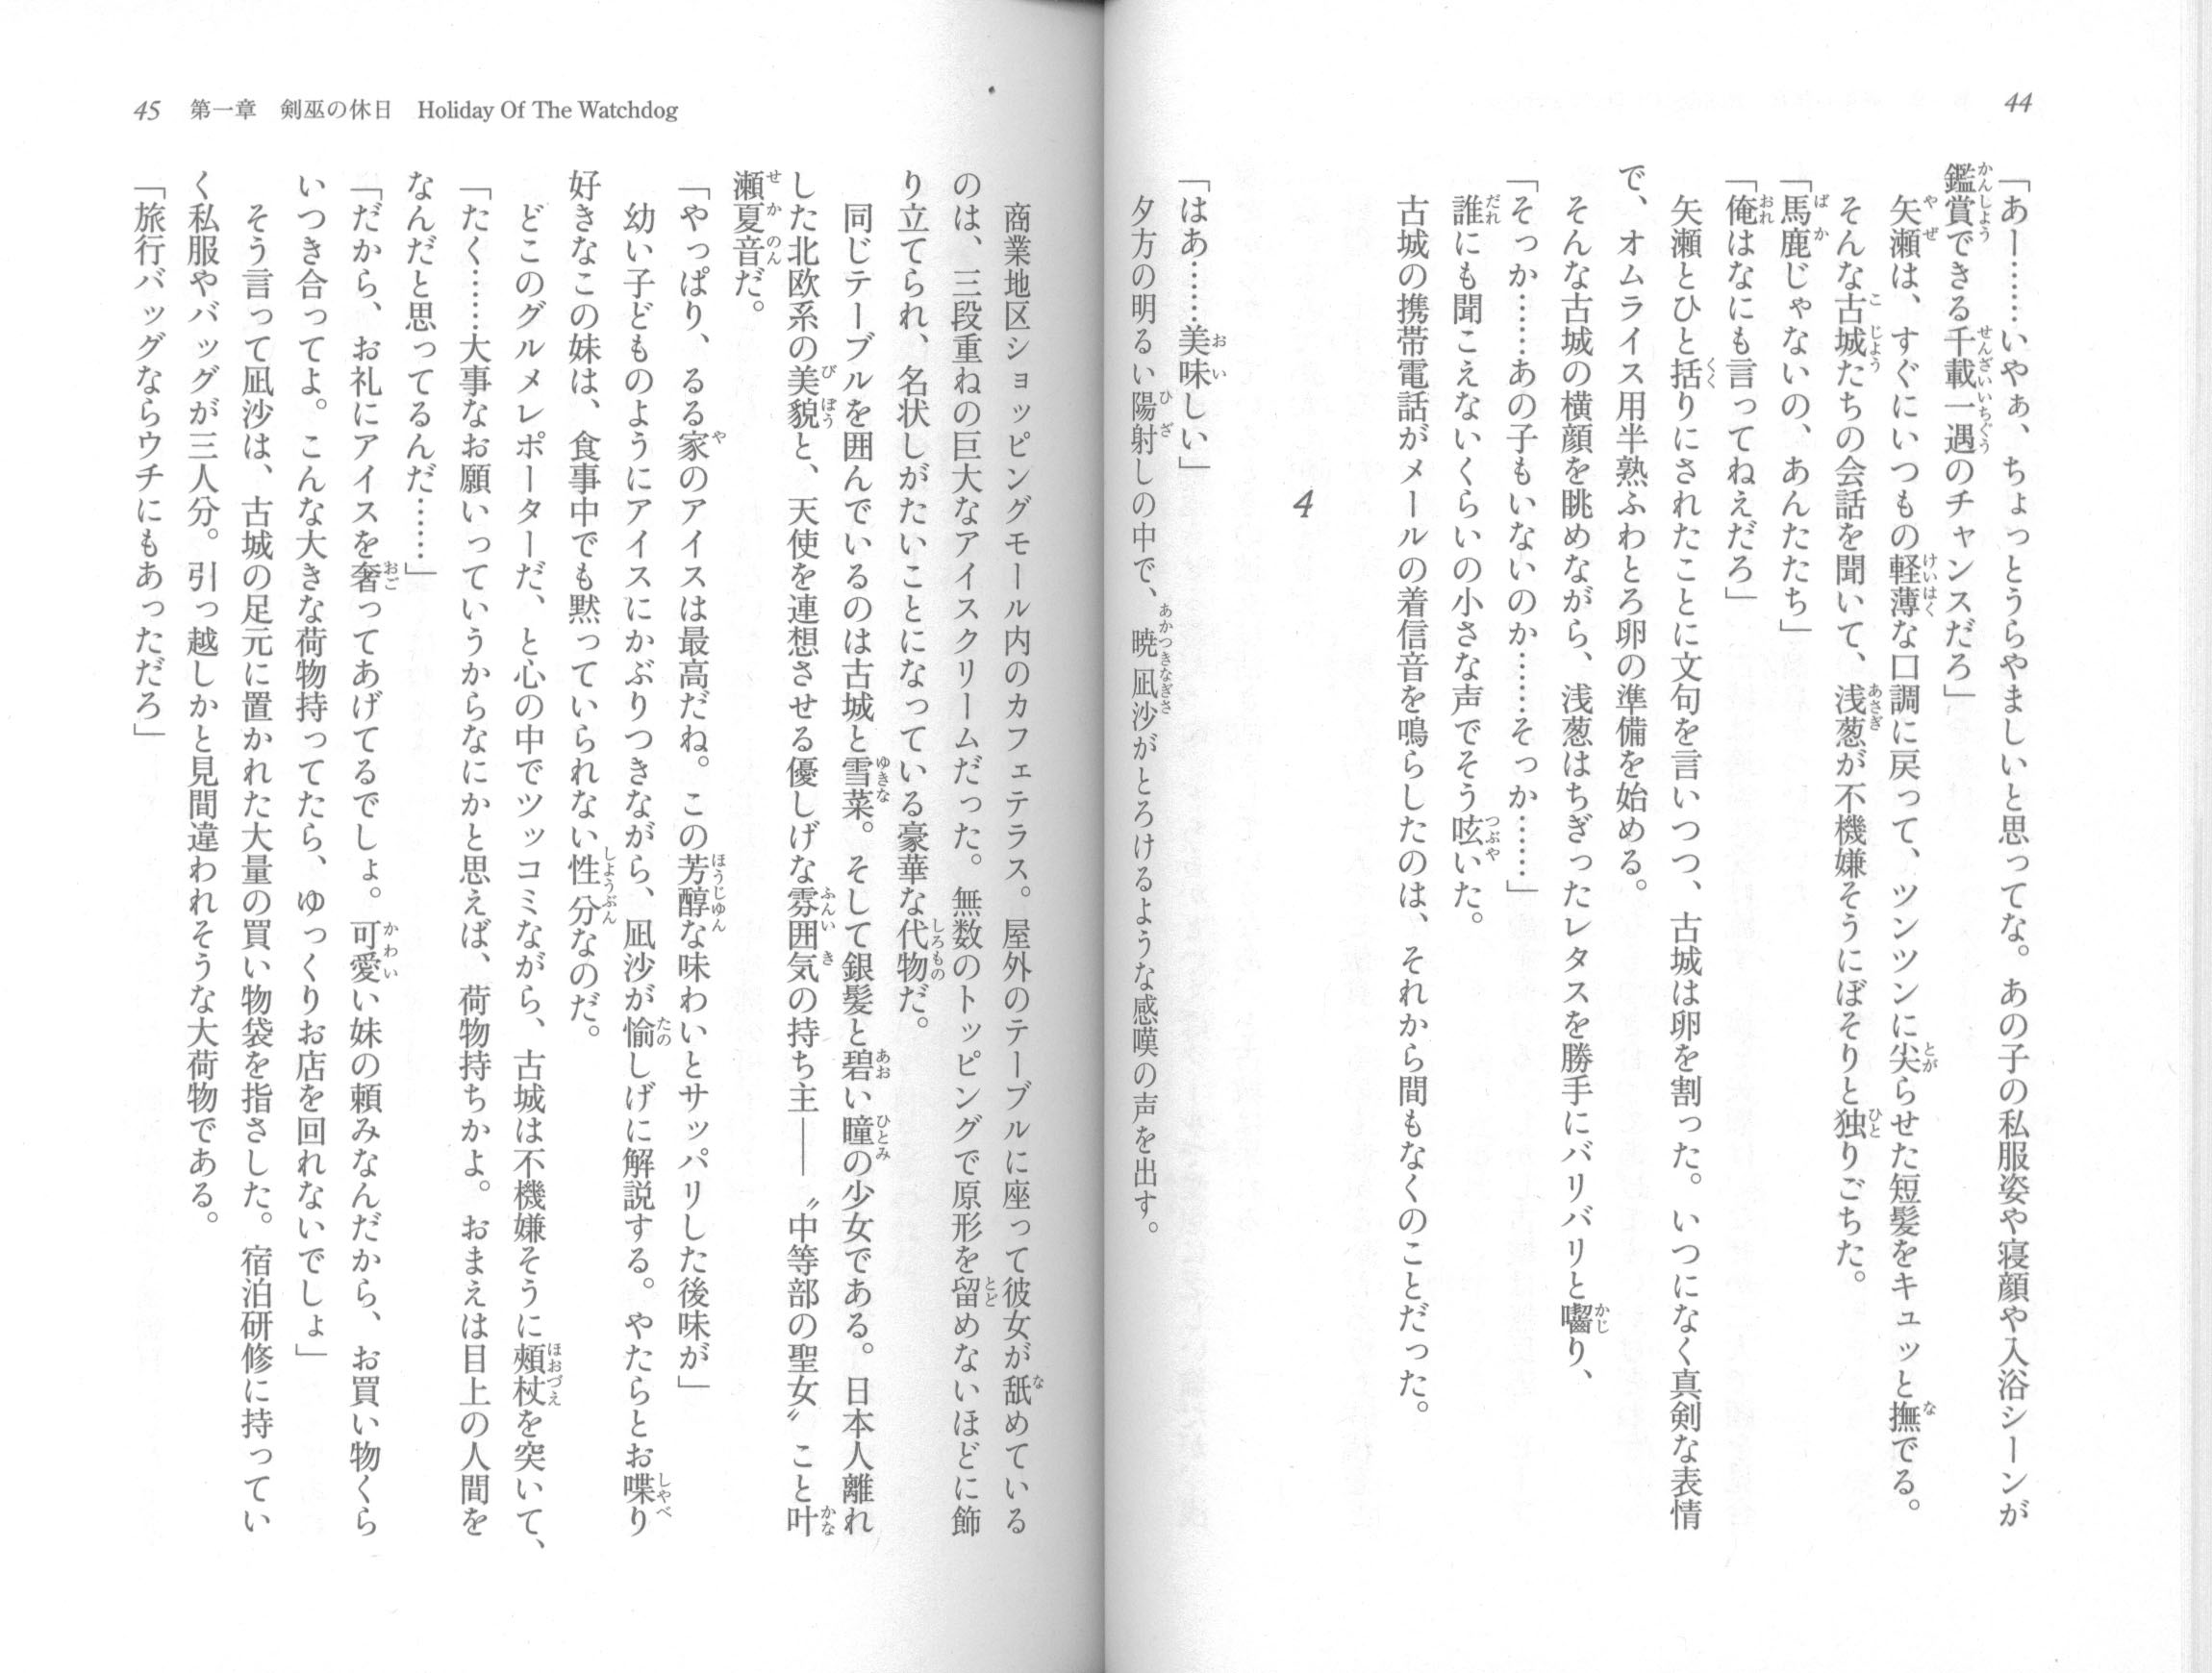 44
「あー……いやぁ、ちょっとうらやましいと思ってな。あの子の私服姿や寝顔や入浴シーンが
鑑賞できる千載一遇のチャンスだろ」
矢瀬は、すぐにいつもの軽薄な口調に戻って、ツンツンに尖らせた短髪をキュッと撫でる。
そんな古城たちの会話を聞いて、浅葱が不機嫌そうにぼそりと独りごちた。
「馬鹿じゃないの、あんたたち」
「俺はなにも言ってねえだろ」
矢瀬とひと括りにされたことに文句を言いつつ、古城は卵を割った。いつになく真剣な表情
で、オムライス用半熟ふわとろ卵の準備を始める。
そんな古城の横顔を眺めながら、浅葱はちぎったレタスを勝手にバリバリと囓り、
「そっか……あの子もいないのか……そっか……」
誰にも聞こえないくらいの小さな声でそう呟いた。
古城の携帯電話がメールの着信音を鳴らしたのは、それから間もなくのことだった。
4
「はあ……美味しい」
夕方の明るい陽射しの中で、暁凪沙がとろけるような感嘆の声を出す。
45 第一章 剣巫の休日 Holiday Of The Watchdog
商業地区ショッピングモール内のカフェテラス。屋外のテーブルに座って彼女が舐めている
のは、三段重ねの巨大なアイスクリームだった。無数のトッピングで原形を留めないほどに飾
り立てられ、名状しがたいことになっている豪華な代物だ。
同じテーブルを囲んでいるのは古城と雪菜。そして銀髪と碧い瞳の少女である。日本人離れ
した北欧系の美貌と、天使を連想させる優しげな雰囲気の持ち主――〝中等部の聖女〟こと叶
瀬夏音だ。
「やっぱり、るる家のアイスは最高だね。この芳醇な味わいとサッパリした後味が」
幼い子どものようにアイスにかぶりつきながら、凪沙が愉しげに解説する。やたらとお喋り
好きなこの妹は、食事中でも黙っていられない性分なのだ。
どこのグルメレポーターだ、と心の中でツッコミながら、古城は不機嫌そうに頬杖を突いて、
「たく……大事なお願いっていうからなにかと思えば、荷物持ちかよ。おまえは目上の人間を
なんだと思ってるんだ……」
「だから、お礼にアイスを奢ってあげてるでしょ。可愛い妹の頼みなんだから、お買い物くら
いつき合ってよ。こんな大きな荷物持ってたら、ゆっくりお店を回れないでしょ」
そう言って凪沙は、古城の足元に置かれた大量の買い物袋を指さした。宿泊研修に持ってい
く私服やバッグが三人分。引っ越しかと見間違われそうな大荷物である。
「旅行バッグならウチにもあっただろ」